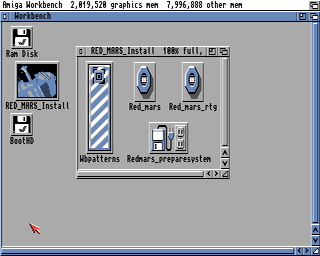 Amiga Workbench 2,019,520 graphics mem 7,996,888 other mem
Workbench
Ram Disk
RED_MARS_Install
BootHD
RED_MARS_Install 100% full,
Red_mars
Red_mars_rtg
Wbpatterns
Redmars_preparesystem